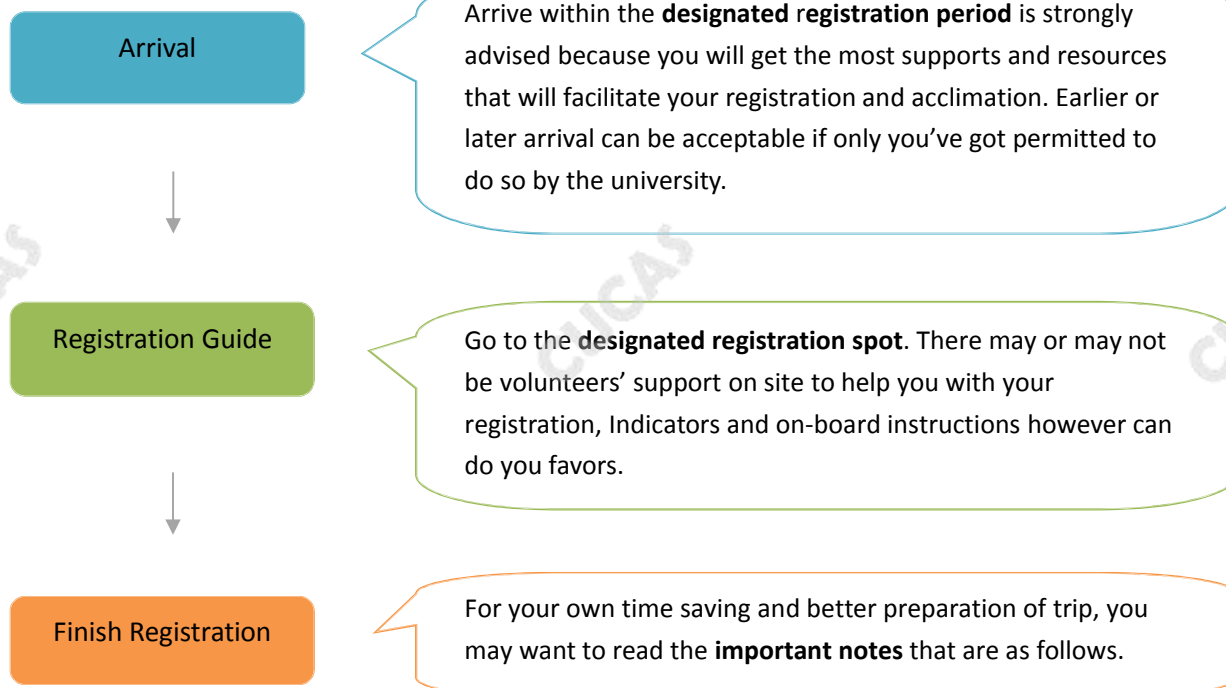 Arrival
Arrive within the designated registration period is strongly
advised because you will get the most supports and resources
that will facilitate your registration and acclimation. Earlier or
later arrival can be acceptable if only you've got permitted to
do so by the university.
CUCAS
Registration Guide
Go to the designated registration spot. There may or may not
be volunteers' support on site to help you with your
registration, Indicators and on-board instructions however can
do you favors.
Finish Registration
For your own time saving and better preparation of trip, you
may want to read the important notes that are as follows.